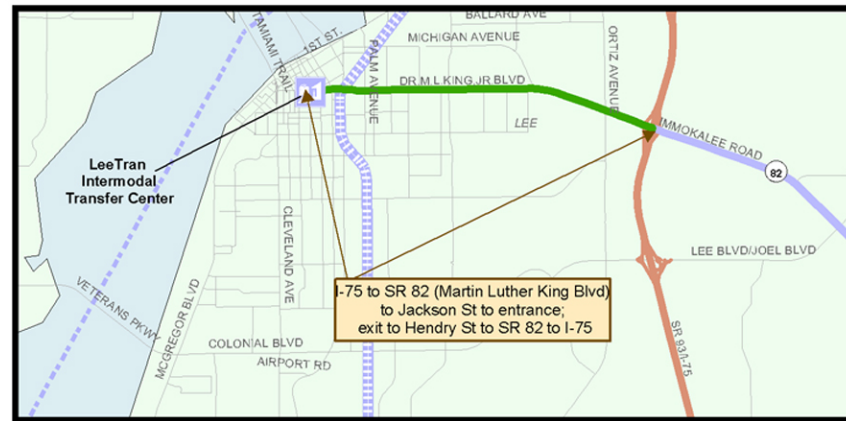 BALLARD AVE
MICHIGAN AVENUE
1ST ST.
TAMIAMI TRAIL
PALM AVENUE
ORTIZ AVENUE
DR M L KING JR BLVD
LEE
IMMOKALEE ROAD
82
LeeTran
Intermodal
Transfer Center
CLEVELAND AVE
LEE BLVD/JOEL BLVD
I-75 to SR 82 (Martin Luther King Blvd)
to Jackson St to entrance;
exit to Hendry St to SR 82 to I-75
VETERANS PKWY
MCGREGOR BLVD
COLONIAL BLVD
AIRPORT RD
SR 93/I-75